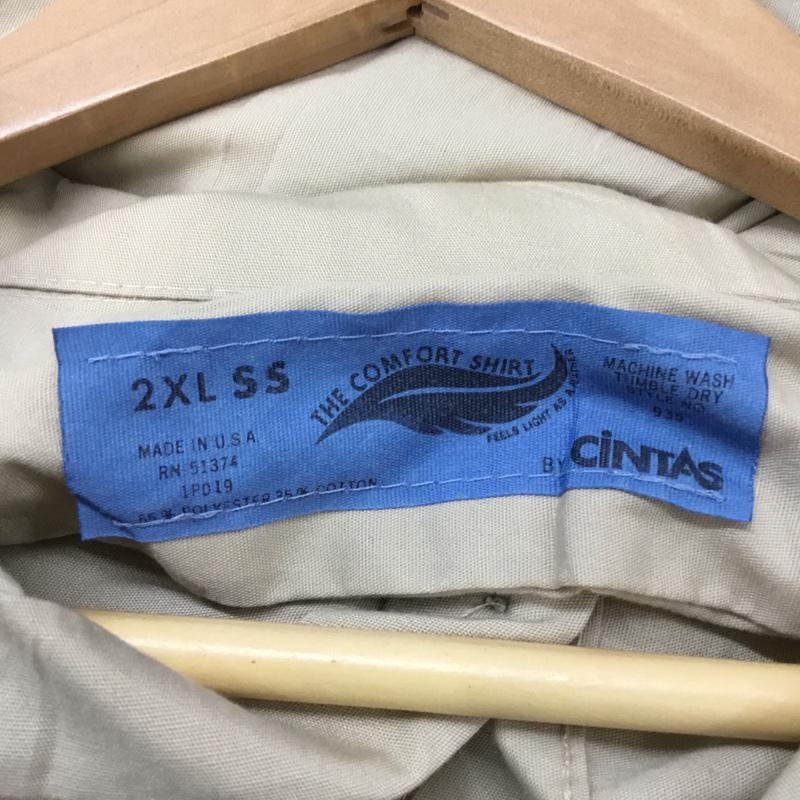 2XL SS
MADE IN U.S.A
RN 51374
1PD19
65% POLYESTER 35% COTTON
THE COMFORT SHIRT
FEELS LIGHT AS A FEATHER
BY CINTAS
MACHINE WASH
TUMBLE DRY
STYLE NO
935